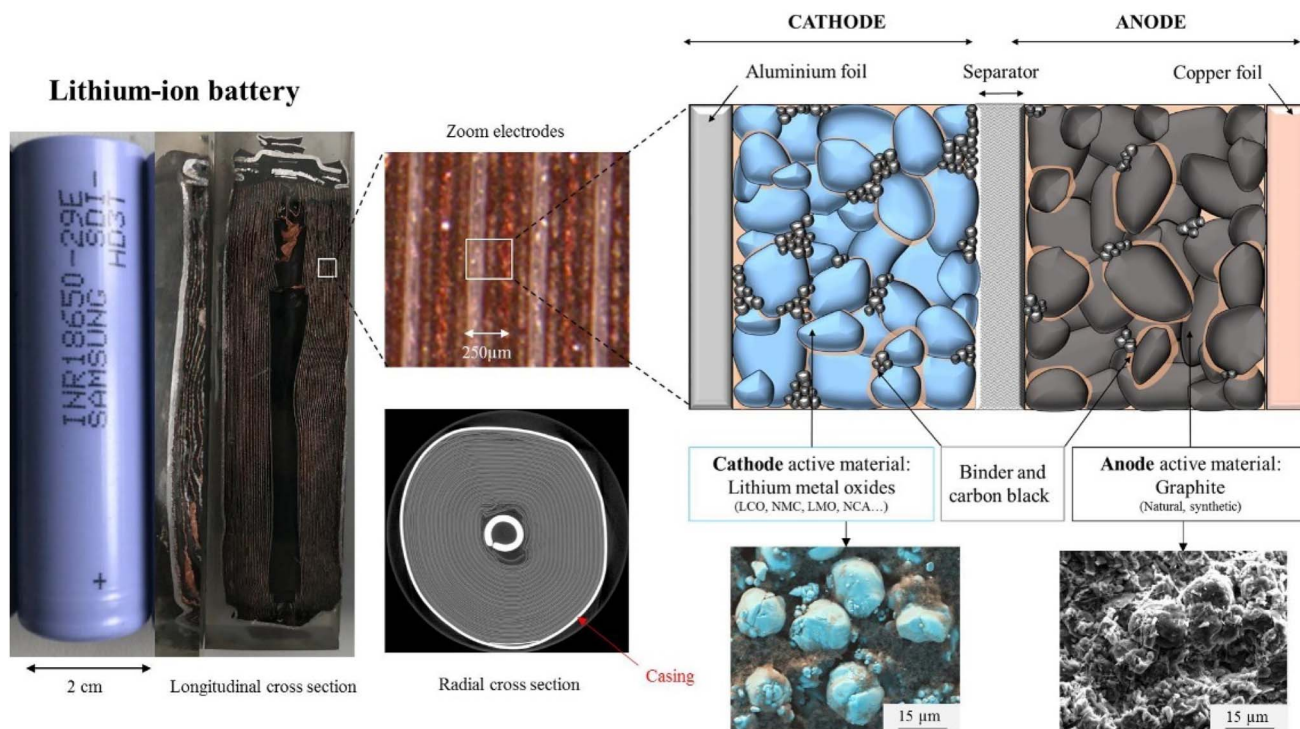 CATHODE
ANODE
Aluminium foil
Separator
Copper foil
Lithium-ion battery
Zoom electrodes
INR18650-29E
SAMSUNG SDI-
HD3T
+
250µm
Cathode active material:
Lithium metal oxides
(LCO, NMC, LMO, NCA…)
Binder and
carbon black
Anode active material:
Graphite
(Natural, synthetic)
2 cm
Longitudinal cross section
Radial cross section
Casing
15 µm
15 µm